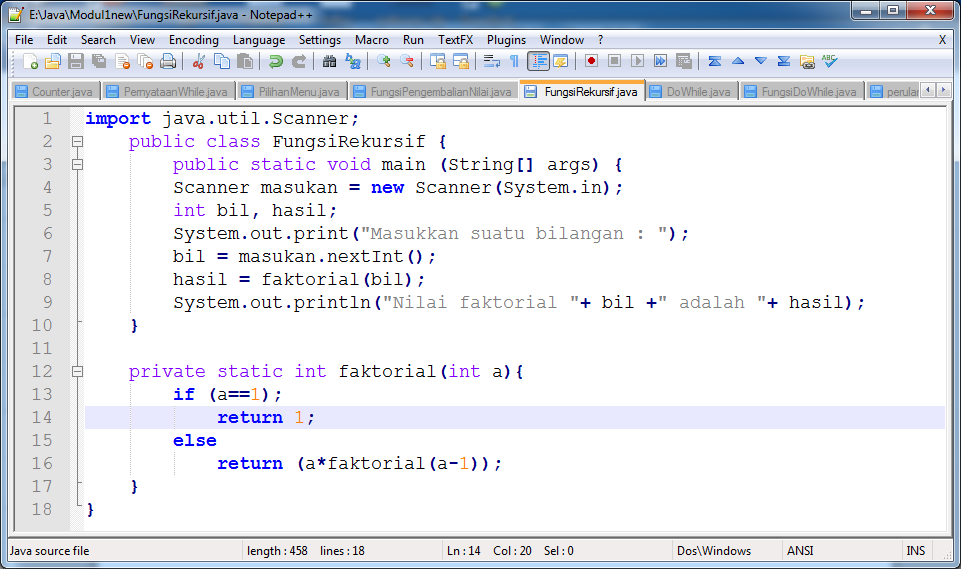 E:\Java\Modul1new\FungsiRekursif.java - Notepad++
File Edit Search View Encoding Language Settings Macro Run TextFX Plugins Window ? X
Counter.java PernyataanWhile.java PilihanMenu.java FungsiPengembalianNilai.java FungsiRekursif.java DoWhile.java FungsiDoWhile.java perular
1 import java.util.Scanner;
2 public class FungsiRekursif {
3 public static void main (String[] args) {
4 Scanner masukan = new Scanner(System.in);
5 int bil, hasil;
6 System.out.print("Masukkan suatu bilangan : ");
7 bil = masukan.nextInt();
8 hasil = faktorial(bil);
9 System.out.println("Nilai faktorial "+ bil +" adalah "+ hasil);
10 }
11
12 private static int faktorial(int a){
13 if (a==1);
14 return 1;
15 else
16 return (a*faktorial(a-1));
17 }
18 }
Java source file length : 458 lines : 18 Ln : 14 Col : 20 Sel : 0 Dos\Windows ANSI INS